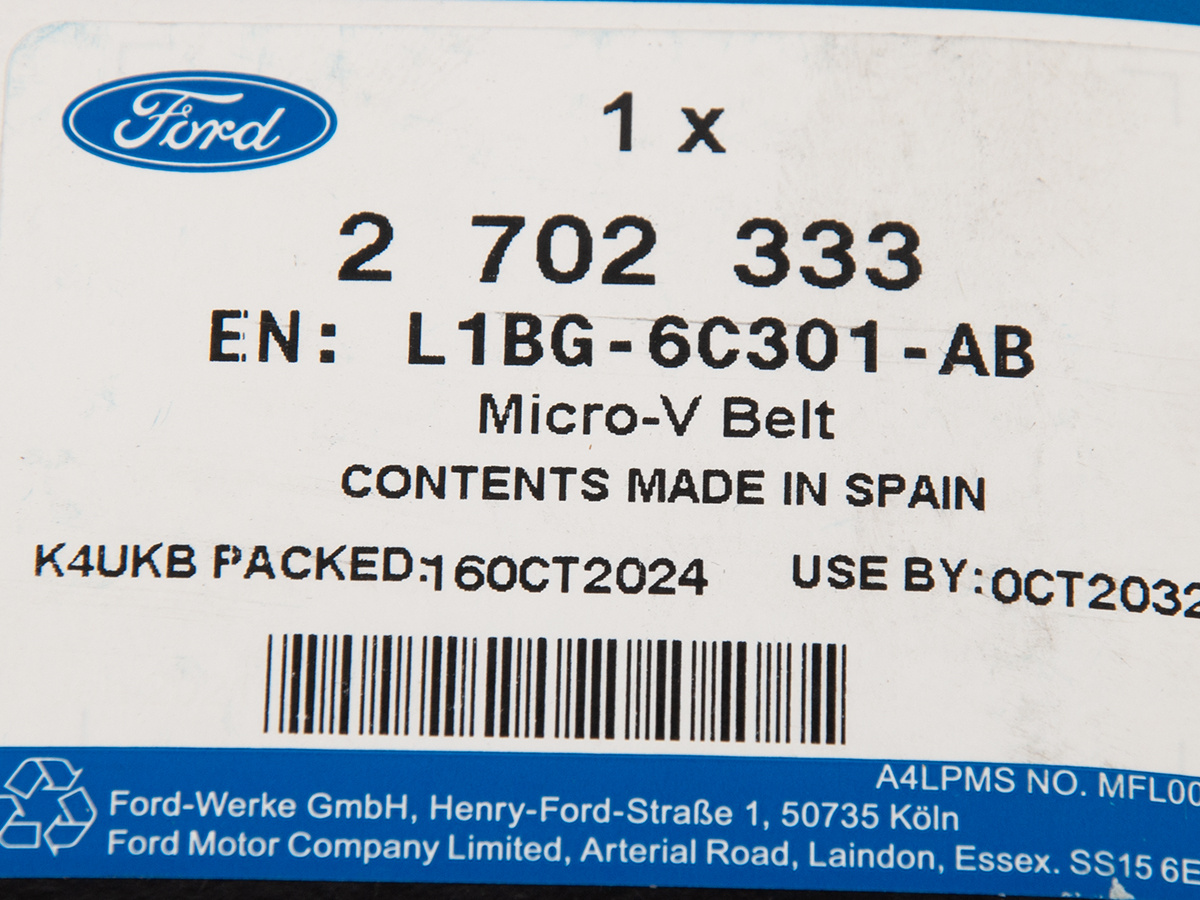 Ford
1 x
2 702 333
EN: L1BG-6C301-AB
Micro-V Belt
CONTENTS MADE IN SPAIN
K4UKB PACKED:16OCT2024 USE BY:OCT2032
A4LPMS NO. MFL00
Ford-Werke GmbH, Henry-Ford-Straße 1, 50735 Köln
Ford Motor Company Limited, Arterial Road, Laindon, Essex. SS15 6E